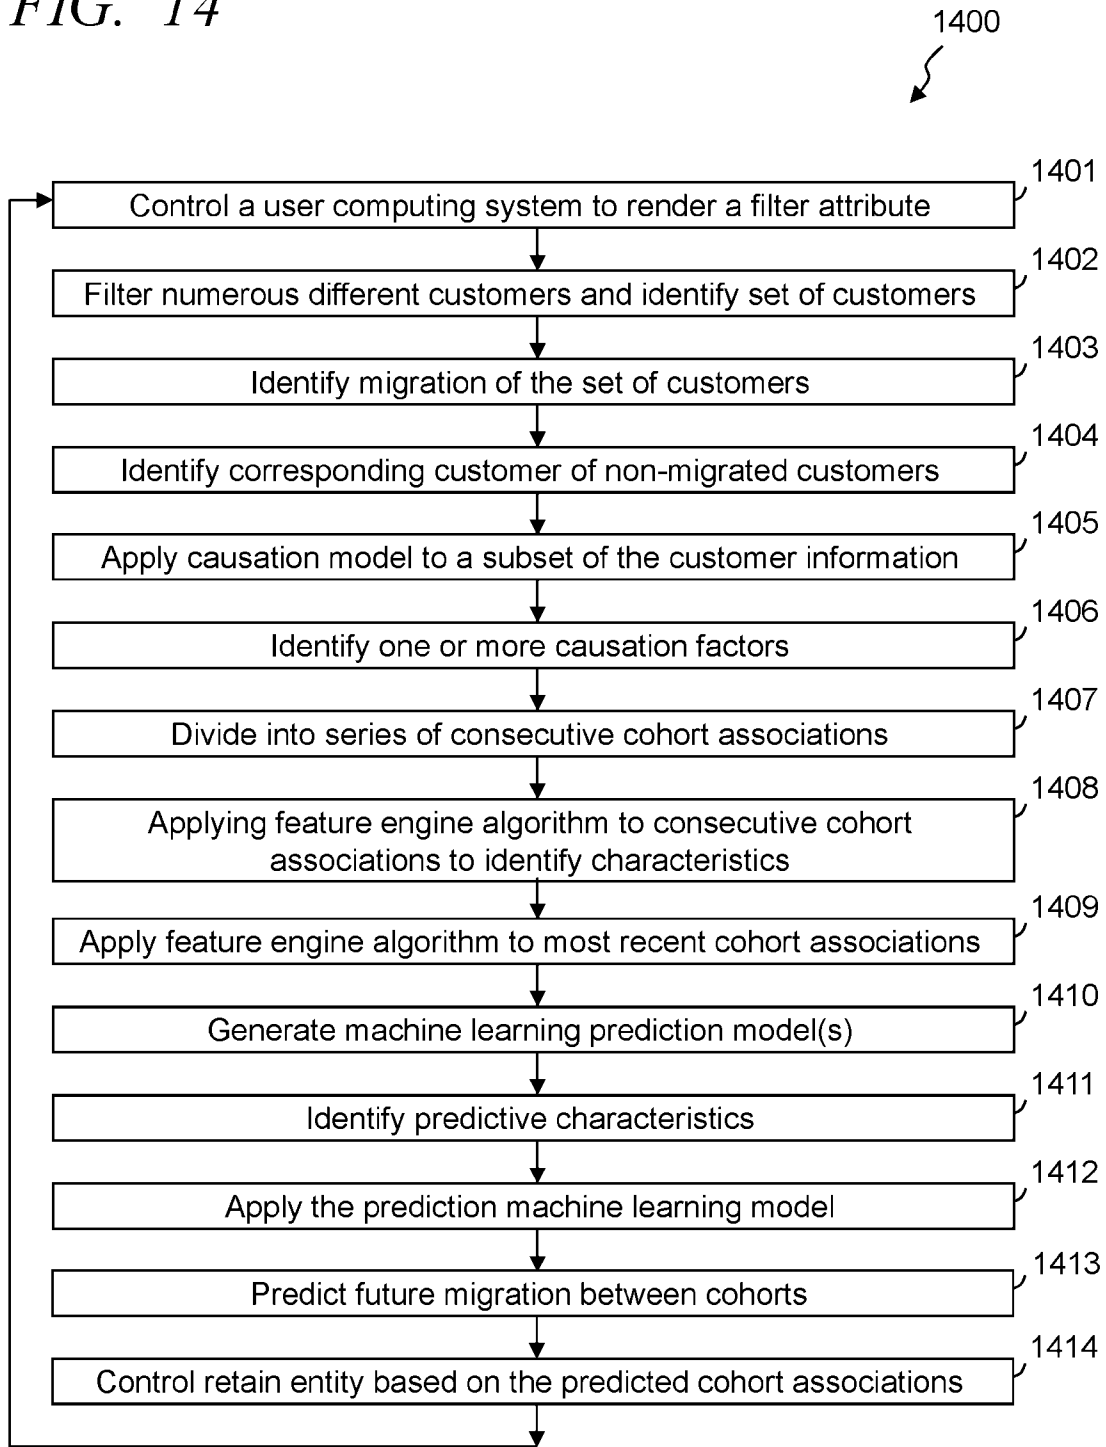 FIG. 14
1400
1401
Control a user computing system to render a filter attribute
1402
Filter numerous different customers and identify set of customers
1403
Identify migration of the set of customers
1404
Identify corresponding customer of non-migrated customers
1405
Apply causation model to a subset of the customer information
1406
Identify one or more causation factors
1407
Divide into series of consecutive cohort associations
1408
Applying feature engine algorithm to consecutive cohort
associations to identify characteristics
1409
Apply feature engine algorithm to most recent cohort associations
1410
Generate machine learning prediction model(s)
1411
Identify predictive characteristics
1412
Apply the prediction machine learning model
1413
Predict future migration between cohorts
1414
Control retain entity based on the predicted cohort associations